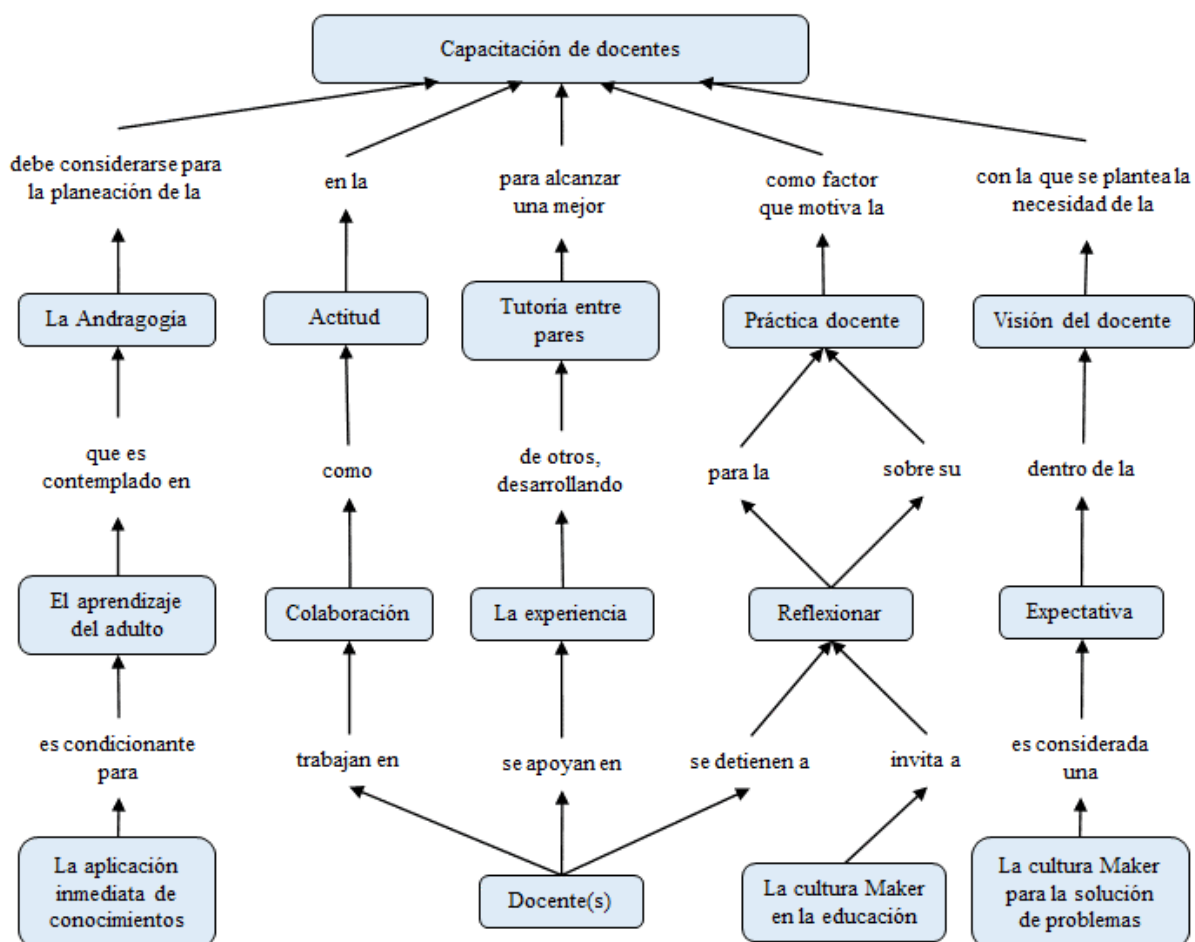 Capacitación de docentes
debe considerarse para
la planeación de la
en la
para alcanzar
una mejor
como factor
que motiva la
con la que se plantea la
necesidad de la
La Andragogía
Actitud
Tutoría entre
pares
Práctica docente
Visión del docente
que es
contemplado en
como
de otros,
desarrollando
para la
sobre su
dentro de la
El aprendizaje
del adulto
Colaboración
La experiencia
Reflexionar
Expectativa
es condicionante
para
trabajan en
se apoyan en
se detienen a
invita a
es considerada
una
La aplicación
inmediata de
conocimientos
Docente(s)
La cultura Maker
en la educación
La cultura Maker
para la solución
de problemas